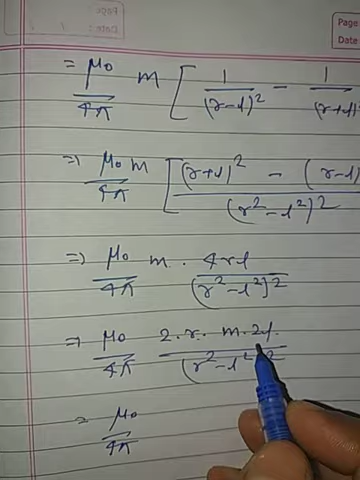 Page
Date
= μ₀/4π m [ 1/(r-l)² - 1/(r+l)²
⇒ μ₀/4π m [ (r+l)² - (r-l) / (r²-l²)²
⇒ μ₀/4π m . 4rl/(r²-l²)²
⇒ μ₀/4π 2.r. m.2l/(r²-l²)²
= μ₀/4π